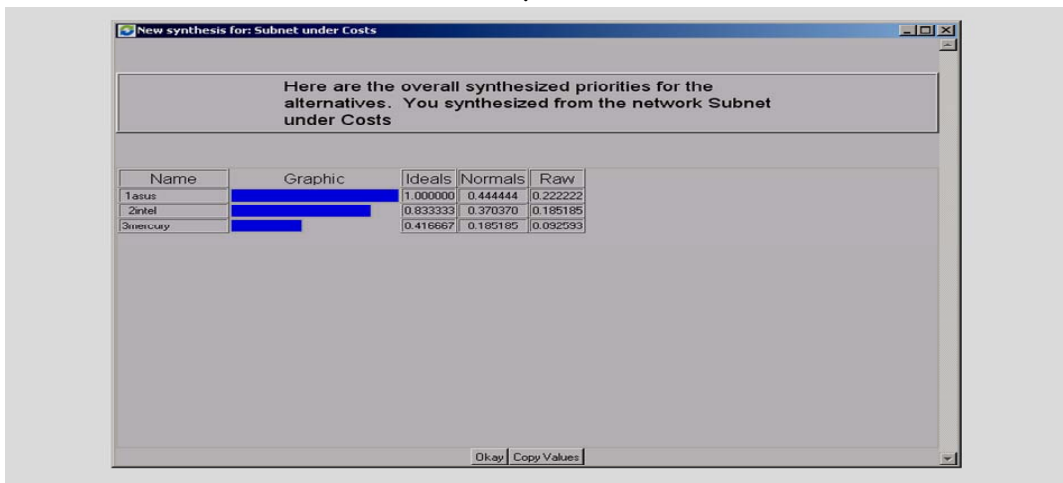 New synthesis for: Subnet under Costs
Here are the overall synthesized priorities for the
alternatives. You synthesized from the network Subnet
under Costs
Name Graphic Ideals Normals Raw
1asus 1.000000 0.444444 0.222222
2intel 0.833333 0.370370 0.185185
3mercury 0.416667 0.185185 0.092593
Okay Copy Values